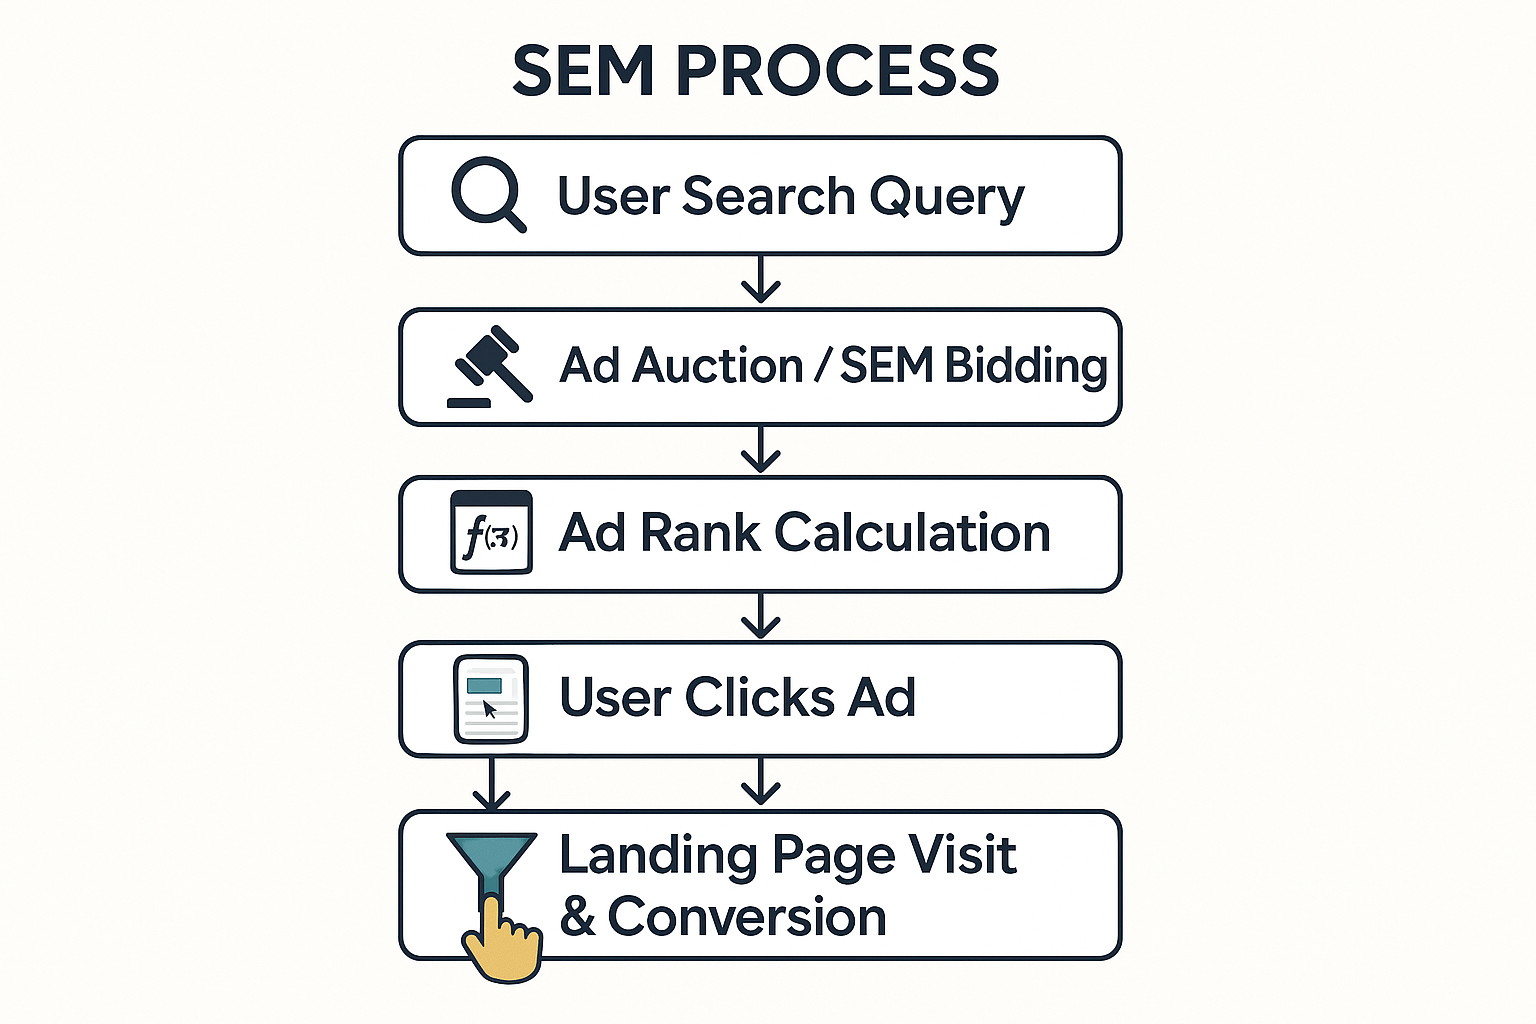 SEM PROCESS
User Search Query
Ad Auction / SEM Bidding
Ad Rank Calculation
User Clicks Ad
Landing Page Visit
& Conversion